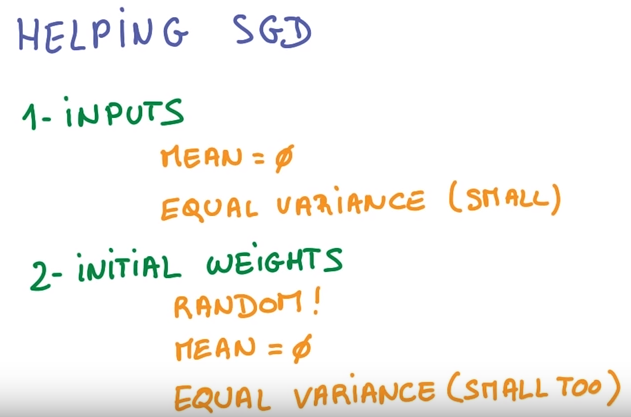 HELPING SGD
1- INPUTS
MEAN = Ø
EQUAL VARIANCE (SMALL)
2- INITIAL WEIGHTS
RANDOM!
MEAN = Ø
EQUAL VARIANCE (SMALL TOO)